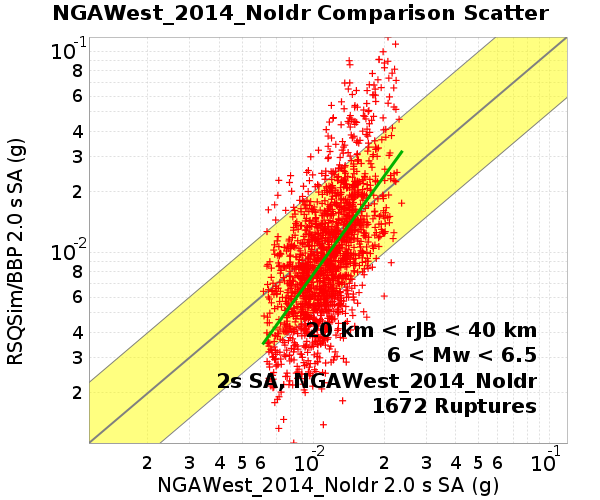 NGAWest_2014_NoIdr Comparison Scatter
10-1
8
6
4
3
2
10-2
8
6
4
3
2
RSQSim/BBP 2.0 s SA (g)
20 km < rJB < 40 km
6 < Mw < 6.5
2s SA, NGAWest_2014_NoIdr
1672 Ruptures
2 3 4 5 6 10-2 2 3 4 5 6 10-1
NGAWest_2014_NoIdr 2.0 s SA (g)